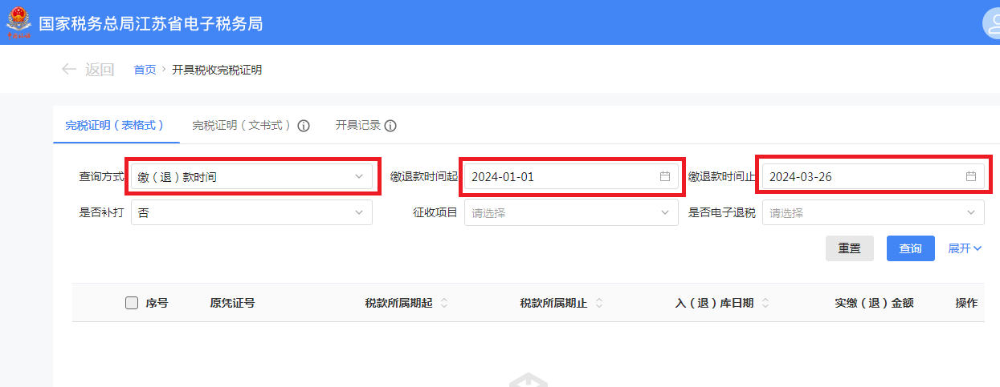 国家税务总局江苏省电子税务局
返回 首页 > 开具税收完税证明
完税证明（表格式） 完税证明（文书式） 开具记录
查询方式 缴（退）款时间 缴退款时间起 2024-01-01 缴退款时间止 2024-03-26
是否补打 否 征收项目 请选择 是否电子退税 请选择
重置 查询 展开
序号 原凭证号 税款所属期起 税款所属期止 入（退）库日期 实缴（退）金额 操作